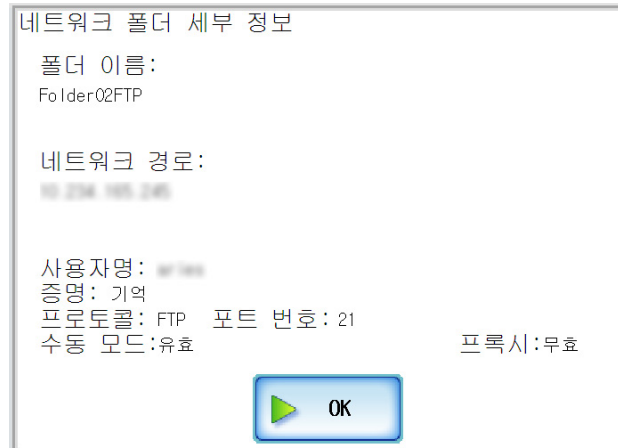 네트워크 폴더 세부 정보
폴더 이름:
Folder02FTP
네트워크 경로:
사용자명:
증명: 기억
프로토콜: FTP 포트 번호: 21
수동 모드:유효 프록시:무효
OK